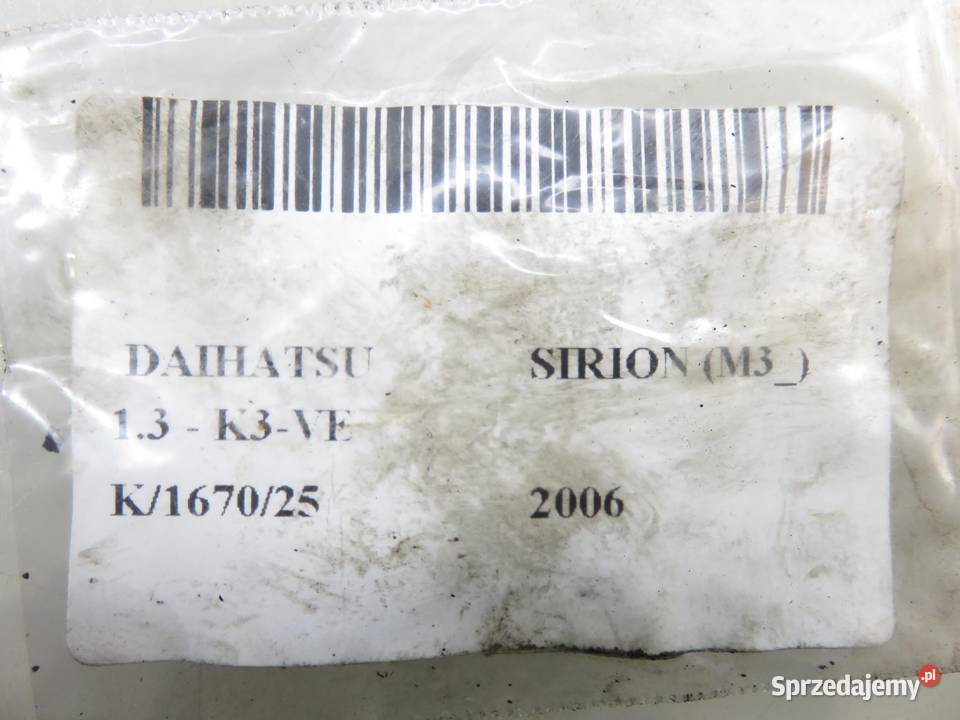 DAIHATSU SIRION (M3_)
1.3 - K3-VE
K/1670/25 2006
Sprzedajemy.pl